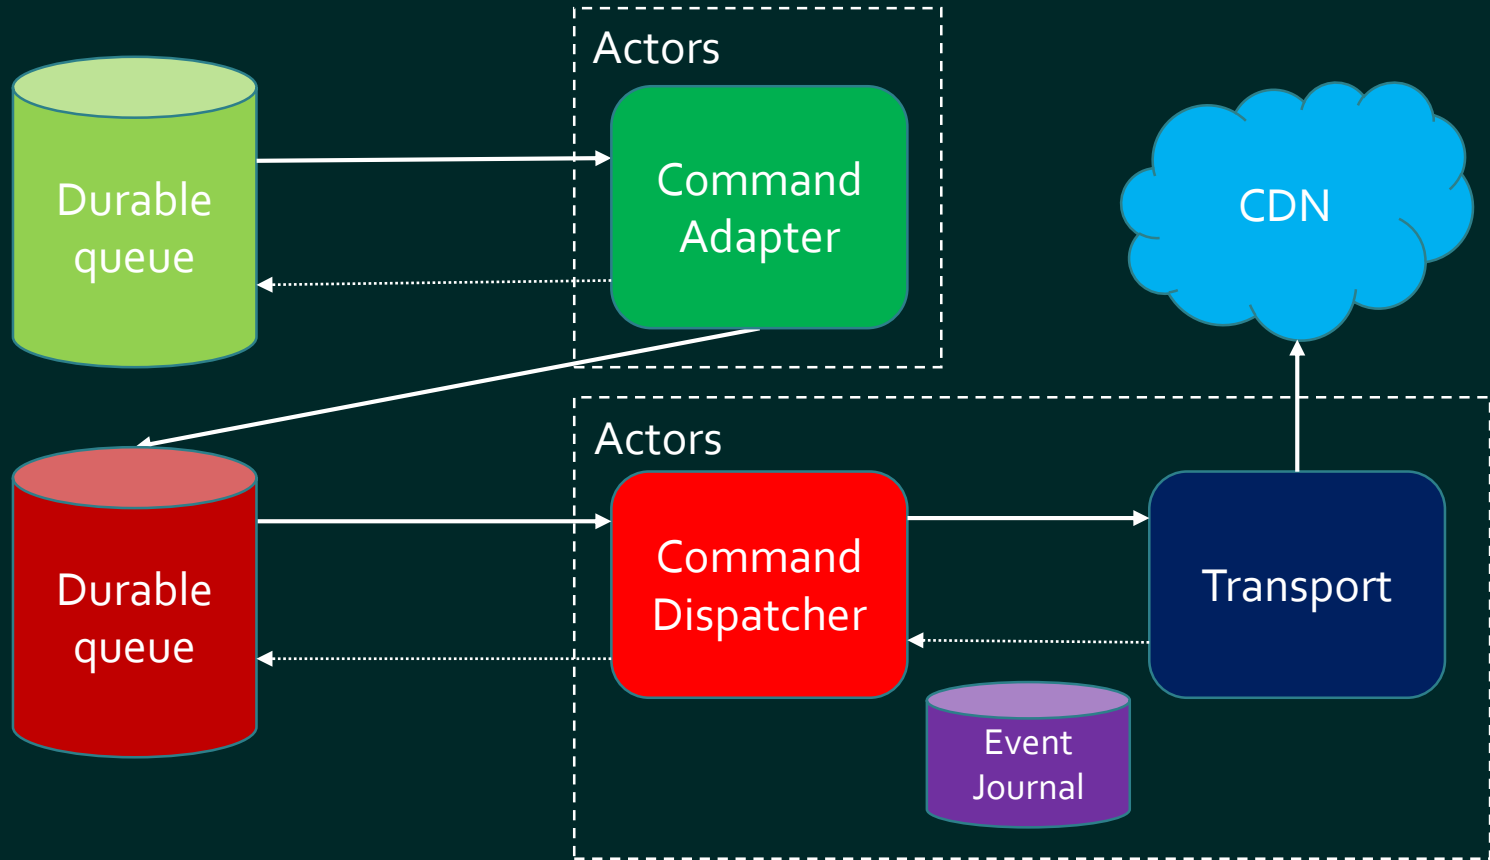 Actors
Durable
queue
Command
Adapter
CDN
Actors
Durable
queue
Command
Dispatcher
Transport
Event
Journal